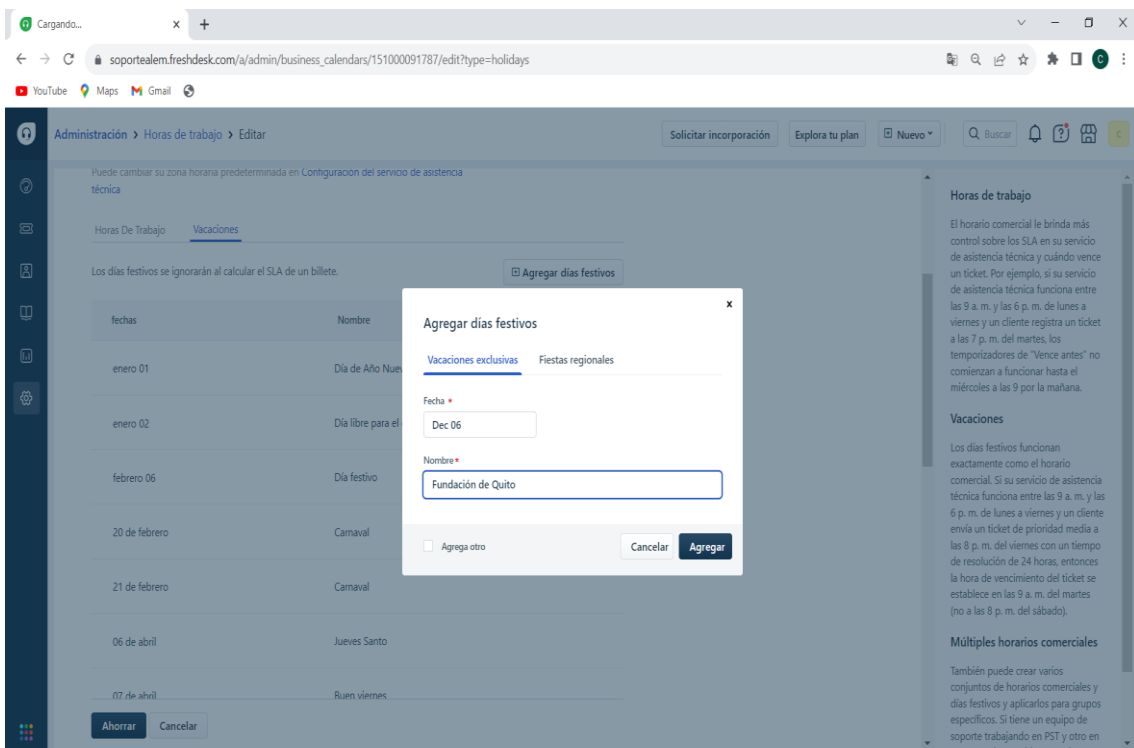 Cargando...
soportealem.freshdesk.com/a/admin/business_calendars/151000091787/edit?type=holidays
C
YouTube
Maps
Gmail
Administración > Horas de trabajo > Editar
Solicitar incorporación
Explora tu plan
Nuevo
Buscar
C
Puede cambiar su zona horaria predeterminada en Configuración del servicio de asistencia
técnica
Horas De Trabajo
Vacaciones
Los días festivos se ignorarán al calcular el SLA de un billete.
Agregar días festivos
fechas
Nombre
enero 01
Día de Año Nue
enero 02
Día libre para el
febrero 06
Día festivo
20 de febrero
Carnaval
21 de febrero
Carnaval
06 de abril
Jueves Santo
07 de abril
Buen viernes
Ahorrar
Cancelar
Agregar días festivos
x
Vacaciones exclusivas
Fiestas regionales
Fecha *
Dec 06
Nombre *
Fundación de Quito
Agrega otro
Cancelar
Agregar
Horas de trabajo
El horario comercial le brinda más
control sobre los SLA en su servicio
de asistencia técnica y cuándo vence
un ticket. Por ejemplo, si su servicio
de asistencia técnica funciona entre
las 9 a. m. y las 6 p. m. de lunes a
viernes y un cliente registra un ticket
a las 7 p. m. del martes, los
temporizadores de "Vence antes" no
comienzan a funcionar hasta el
miércoles a las 9 por la mañana.
Vacaciones
Los días festivos funcionan
exactamente como el horario
comercial. Si su servicio de asistencia
técnica funciona entre las 9 a. m. y las
6 p. m. de lunes a viernes y un cliente
envía un ticket de prioridad media a
las 8 p. m. del viernes con un tiempo
de resolución de 24 horas, entonces
la hora de vencimiento del ticket se
establece en las 9 a. m. del martes
(no a las 8 p. m. del sábado).
Múltiples horarios comerciales
También puede crear varios
conjuntos de horarios comerciales y
días festivos y aplicarlos para grupos
específicos. Si tiene un equipo de
soporte trabajando en PST y otro en